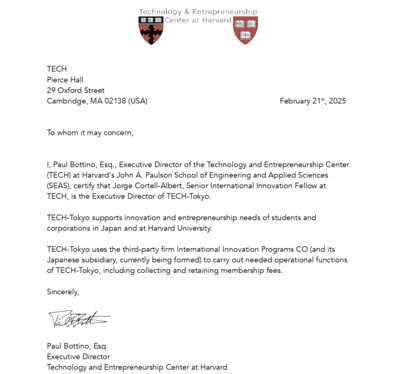 Technology & Entrepreneurship
Center at Harvard
TECH
Pierce Hall
29 Oxford Street
Cambridge, MA 02138 (USA) February 21st, 2025
To whom it may concern,
I, Paul Bottino, Esq., Executive Director of the Technology and Entrepreneurship Center
(TECH) at Harvard's John A. Paulson School of Engineering and Applied Sciences
(SEAS), certify that Jorge Cortell-Albert, Senior International Innovation Fellow at
TECH, is the Executive Director of TECH-Tokyo.
TECH-Tokyo supports innovation and entrepreneurship needs of students and
corporations in Japan and at Harvard University.
TECH-Tokyo uses the third-party firm International Innovation Programs CO (and its
Japanese subsidiary, currently being formed) to carry out needed operational functions
of TECH-Tokyo, including collecting and retaining membership fees.
Sincerely,
Paul Bottino, Esq.
Executive Director
Technology and Entrepreneurship Center at Harvard